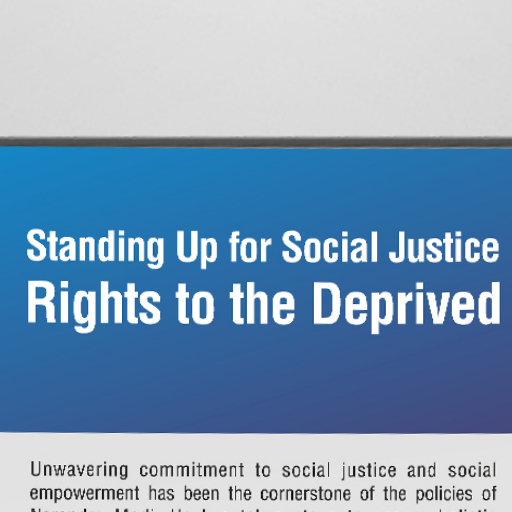 Standing Up for Social Justice
Rights to the Deprived
Unwavering commitment to social justice and social
empowerment has been the cornerstone of the policies of